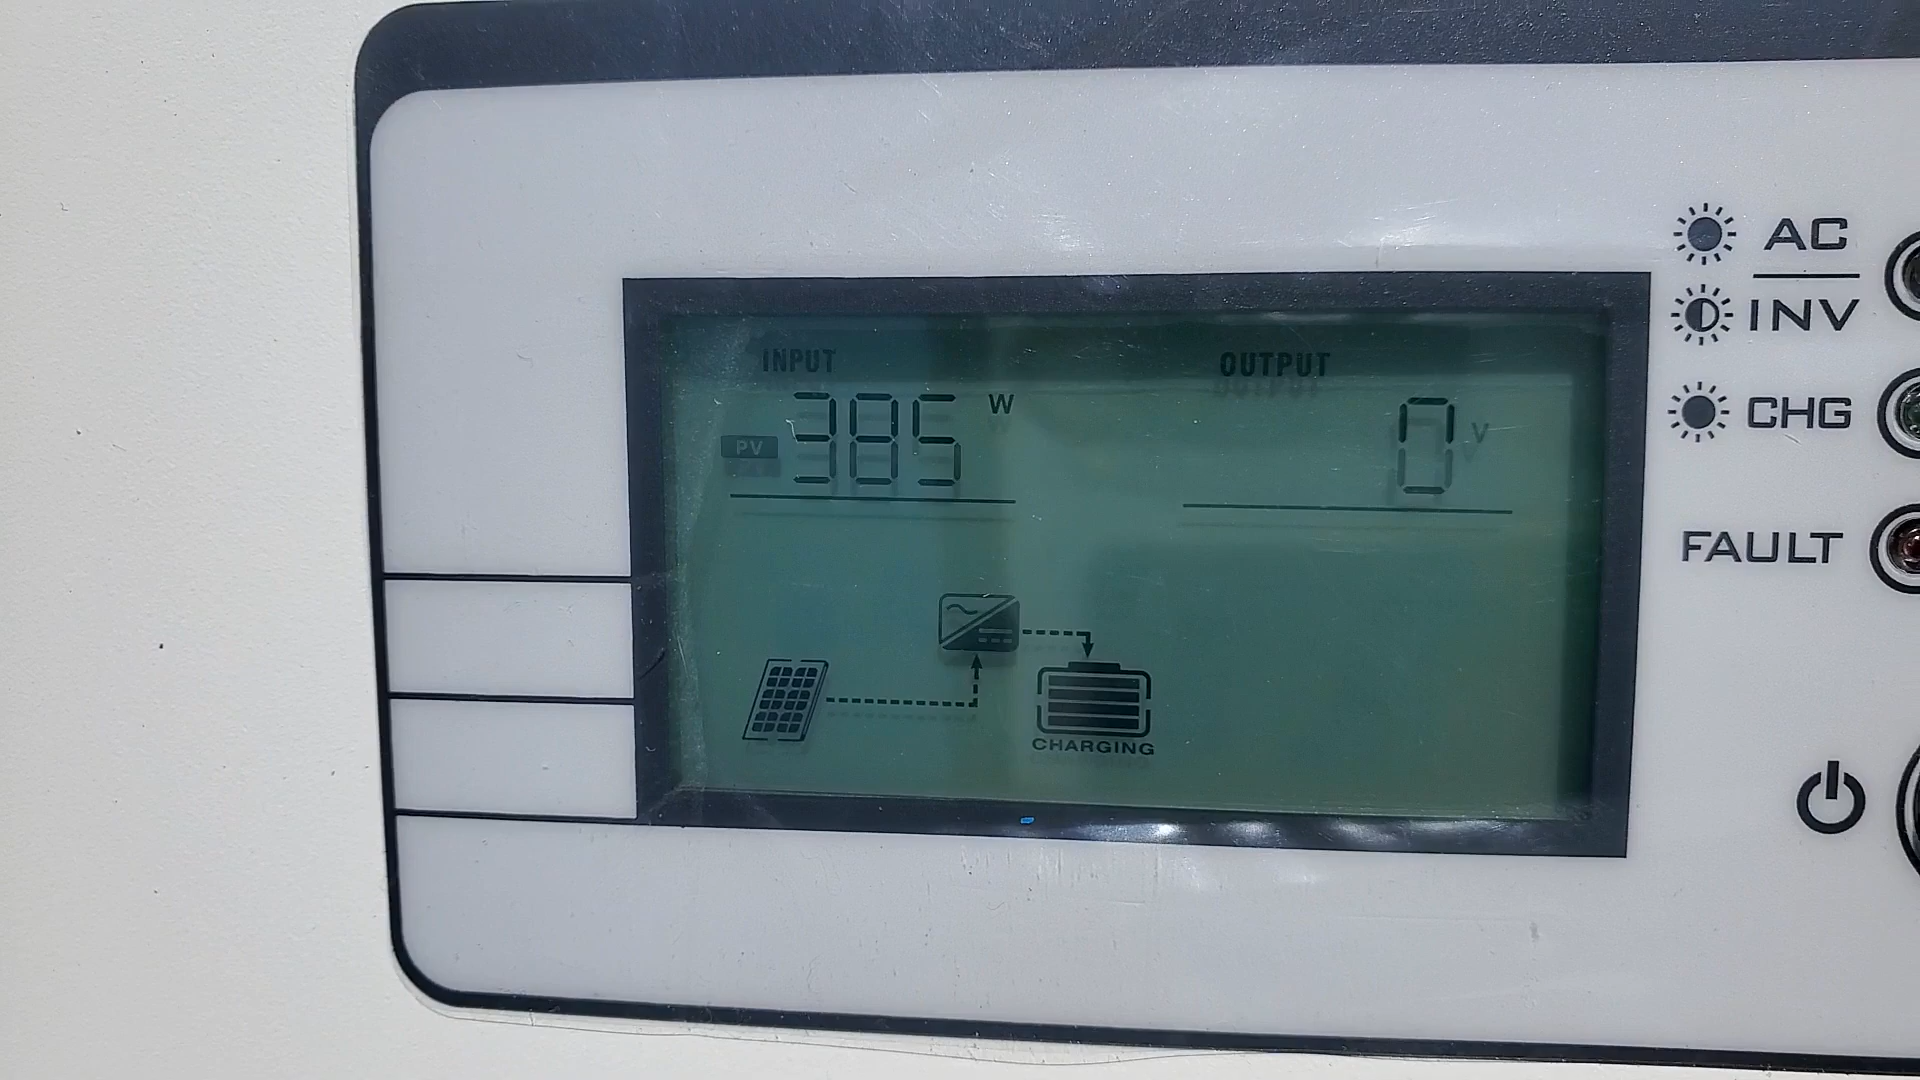 INPUT
OUTPUT
PV 385 W
0 V
CHARGING
AC
INV
CHG
FAULT